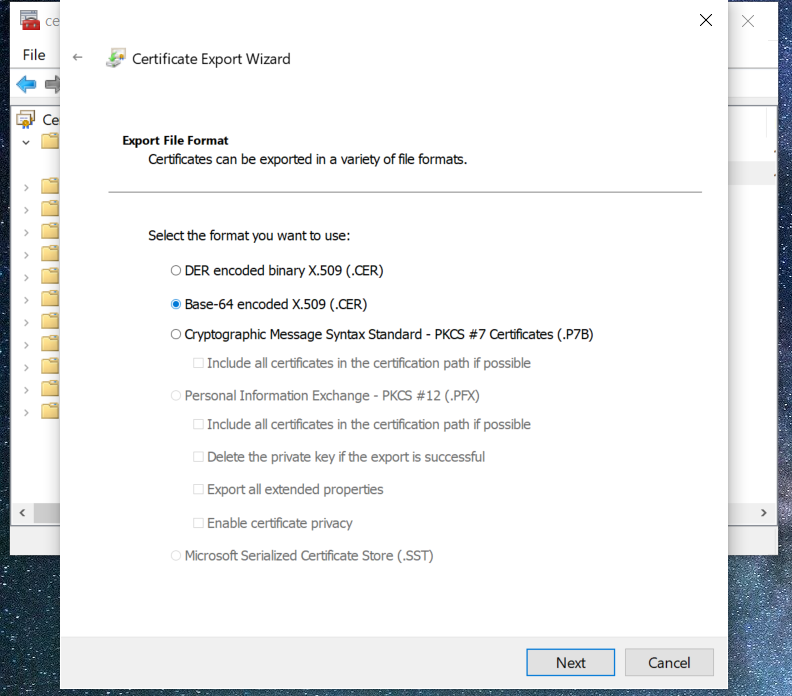 ce
File
Ce
Certificate Export Wizard
Export File Format
Certificates can be exported in a variety of file formats.
Select the format you want to use:
DER encoded binary X.509 (.CER)
Base-64 encoded X.509 (.CER)
Cryptographic Message Syntax Standard - PKCS #7 Certificates (.P7B)
Include all certificates in the certification path if possible
Personal Information Exchange - PKCS #12 (.PFX)
Include all certificates in the certification path if possible
Delete the private key if the export is successful
Export all extended properties
Enable certificate privacy
Microsoft Serialized Certificate Store (.SST)
Next
Cancel